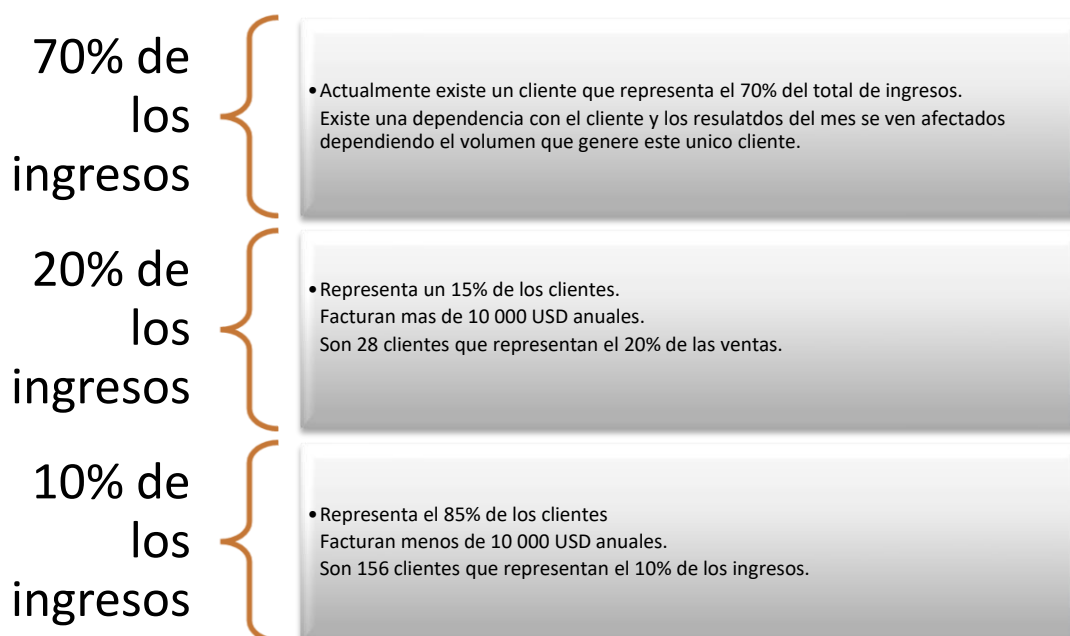 70% de
los
ingresos
• Actualmente existe un cliente que representa el 70% del total de ingresos.
Existe una dependencia con el cliente y los resulatdos del mes se ven afectados
dependiendo el volumen que genere este unico cliente.
20% de
los
ingresos
• Representa un 15% de los clientes.
Facturan mas de 10 000 USD anuales.
Son 28 clientes que representan el 20% de las ventas.
10% de
los
ingresos
• Representa el 85% de los clientes
Facturan menos de 10 000 USD anuales.
Son 156 clientes que representan el 10% de los ingresos.